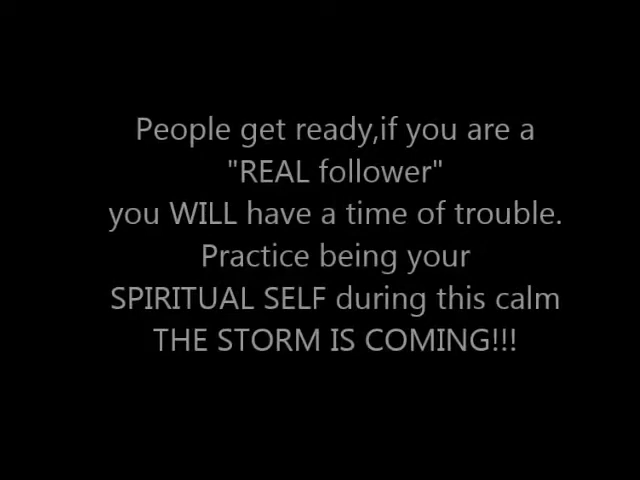 People get ready,if you are a
"REAL follower"
you WILL have a time of trouble.
Practice being your
SPIRITUAL SELF during this calm
THE STORM IS COMING!!!